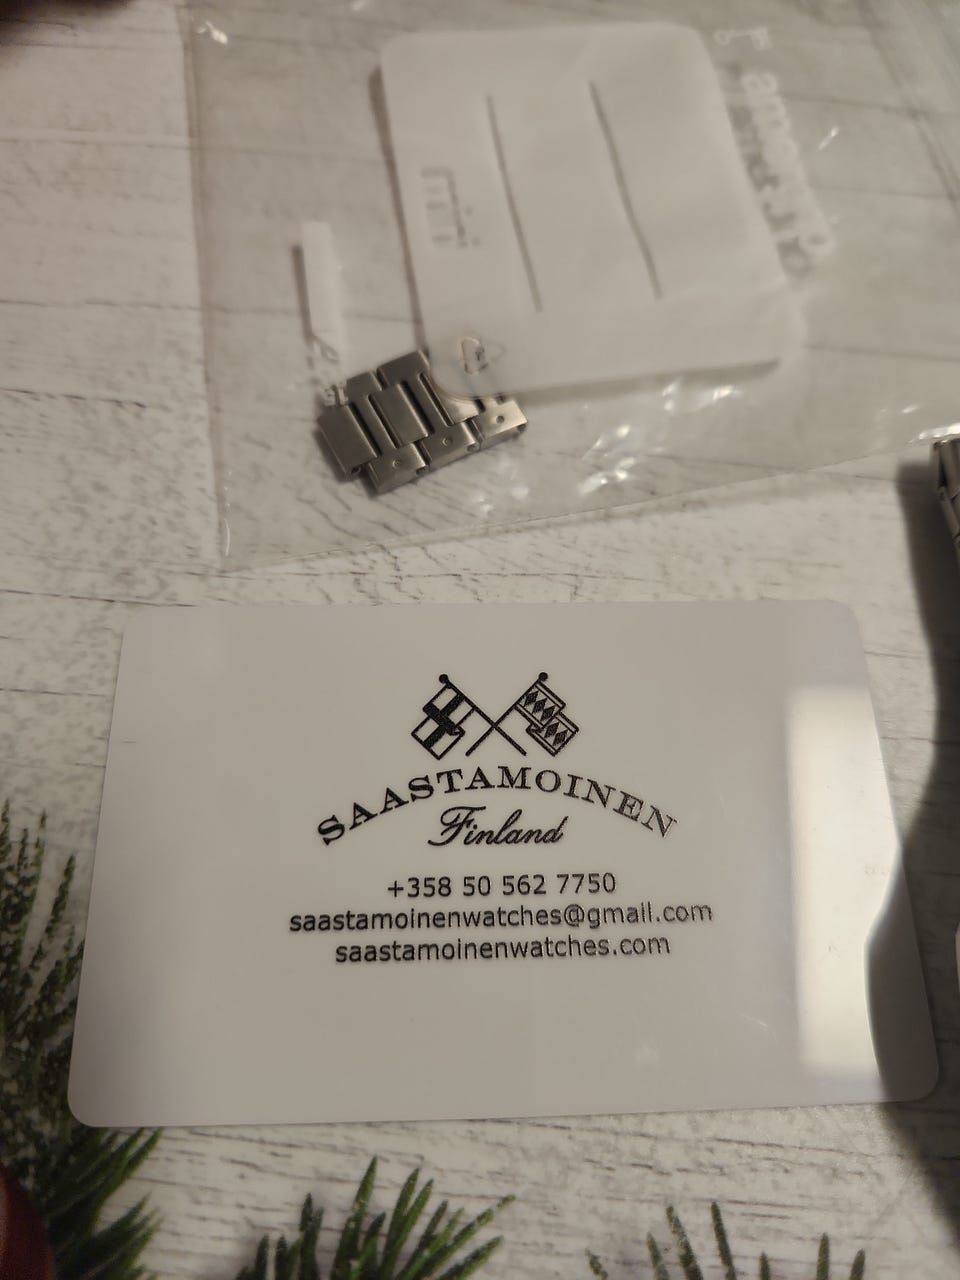 SAASTAMOINEN
Finland
+358 50 562 7750
saastamoinenwatches@gmail.com
saastamoinenwatches.com